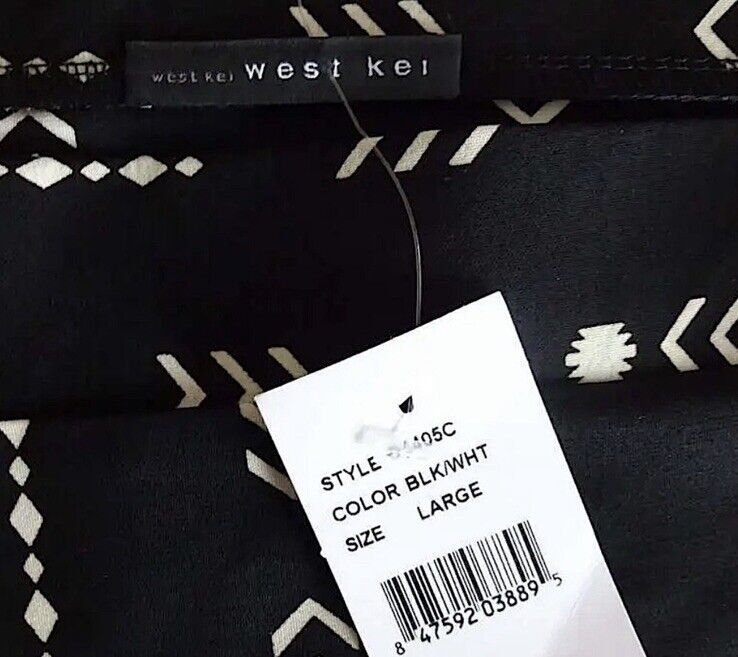 west kei west kei
STYLE
COLOR BLK/WHT
SIZE LARGE
8 47592 03889 5